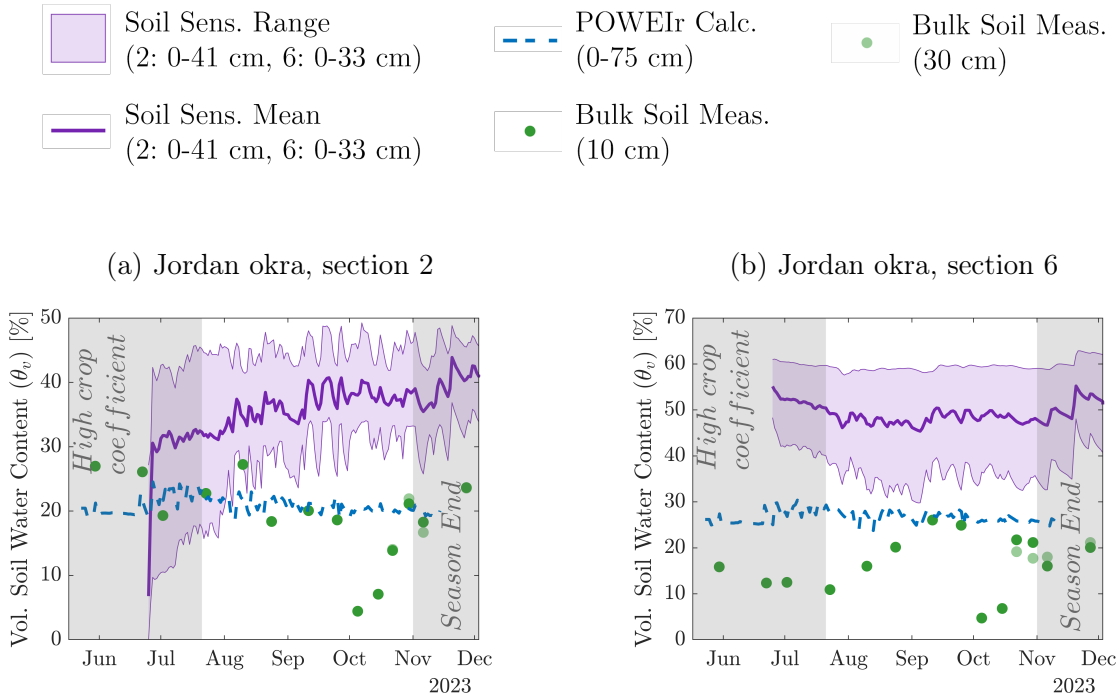 Soil Sens. Range
(2: 0-41 cm, 6: 0-33 cm)
POWEIr Calc.
(0-75 cm)
Bulk Soil Meas.
(30 cm)
Soil Sens. Mean
(2: 0-41 cm, 6: 0-33 cm)
Bulk Soil Meas.
(10 cm)
(a) Jordan okra, section 2
Vol. Soil Water Content (θ_v) [%]
50
40
30
20
10
0
High crop
coefficient
Season End
Jun Jul Aug Sep Oct Nov Dec
2023
(b) Jordan okra, section 6
Vol. Soil Water Content (θ_v) [%]
70
60
50
40
30
20
10
0
High crop
coefficient
Season End
Jun Jul Aug Sep Oct Nov Dec
2023